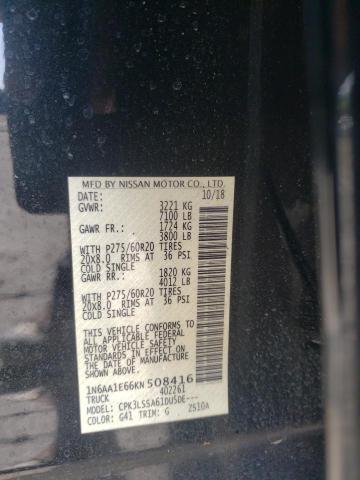 MFD BY NISSAN MOTOR CO., LTD.
DATE: 10/18
GVWR: 3221 KG
7100 LB
GAWR FR.: 1724 KG
3800 LB
WITH P275/60R20 TIRES
20X8.0 RIMS AT 36 PSI
COLD SINGLE
GAWR RR.: 1820 KG
4012 LB
WITH P275/60R20 TIRES
20X8.0 RIMS AT 36 PSI
COLD SINGLE
THIS VEHICLE CONFORMS TO
ALL APPLICABLE FEDERAL
MOTOR VEHICLE SAFETY
STANDARDS IN EFFECT ON THE
DATE OF MANUFACTURE
1N6AA1E66KN508416
TRUCK 402261
MODEL: CPK3LSSA61DU5DE---
COLOR: G41 TRIM: G 2510A